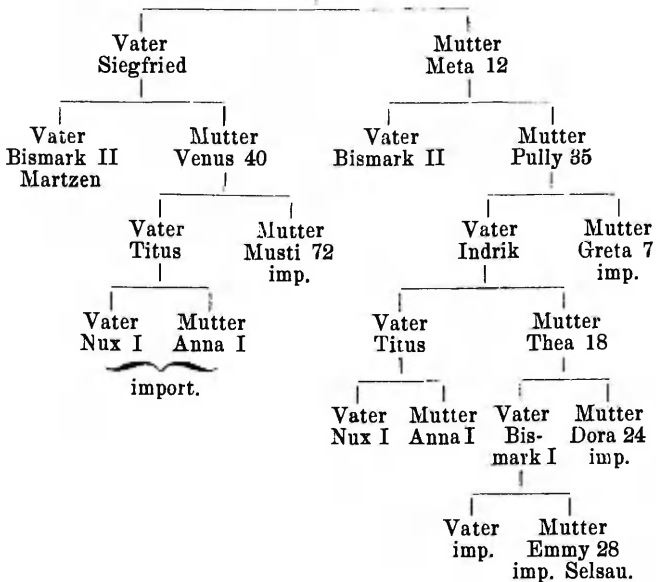 Vater Mutter
Siegfried Meta 12
Vater Mutter Vater Mutter
Bismark II Venus 40 Bismark II Pully 35
Martzen
Vater Mutter Vater Mutter
Titus Musti 72 Indrik Greta 7
imp. imp.
Vater Mutter Vater Mutter
Nux I Anna I Titus Thea 18
import.
Vater Mutter Vater Mutter
Nux I Anna I Bis- Dora 24
mark I imp.
Vater Mutter
imp. Emmy 28
imp. Selsau.